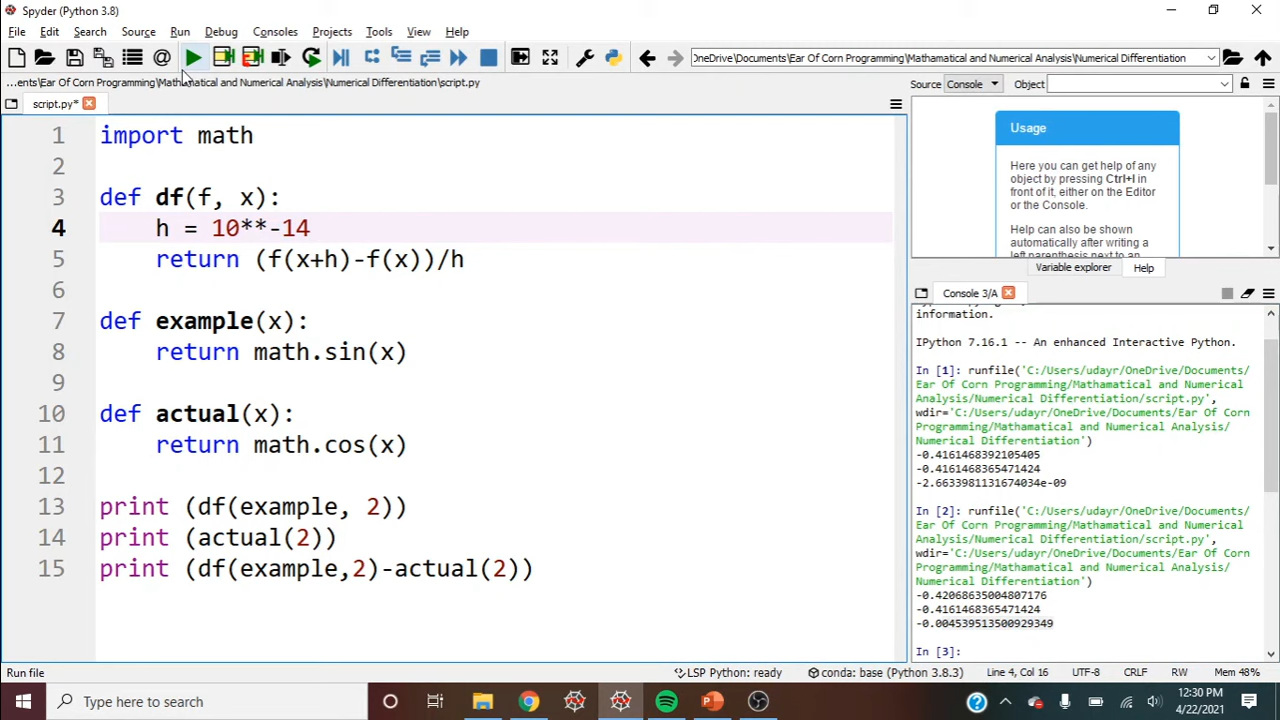 Spyder (Python 3.8)
File Edit Search Source Run Debug Consoles Projects Tools View Help
OneDrive\Documents\Ear Of Corn Programming\Mathamatical and Numerical Analysis\Numerical Differentiation
...ents\Ear Of Corn Programming\Mathamatical and Numerical Analysis\Numerical Differentiation\script.py
Source Console Object
script.py*
1 import math
2
3 def df(f, x):
4 h = 10**-14
5 return (f(x+h)-f(x))/h
6
7 def example(x):
8 return math.sin(x)
9
10 def actual(x):
11 return math.cos(x)
12
13 print (df(example, 2))
14 print (actual(2))
15 print (df(example,2)-actual(2))
Usage
Here you can get help of any
object by pressing Ctrl+I in
front of it, either on the Editor
or the Console.
Help can also be shown
automatically after writing a
left parenthesis next to an
Variable explorer Help
Console 3/A
information.
IPython 7.16.1 -- An enhanced Interactive Python.
In [1]: runfile('C:/Users/udayr/OneDrive/Documents/
Ear Of Corn Programming/Mathamatical and Numerical
Analysis/Numerical Differentiation/script.py',
wdir='C:/Users/udayr/OneDrive/Documents/Ear Of Corn
Programming/Mathamatical and Numerical Analysis/
Numerical Differentiation')
-0.4161468392105405
-0.4161468365471424
-2.6633981131674034e-09
In [2]: runfile('C:/Users/udayr/OneDrive/Documents/
Ear Of Corn Programming/Mathamatical and Numerical
Analysis/Numerical Differentiation/script.py',
wdir='C:/Users/udayr/OneDrive/Documents/Ear Of Corn
Programming/Mathamatical and Numerical Analysis/
Numerical Differentiation')
-0.42068635004807176
-0.4161468365471424
-0.004539513500929349
In [3]:
Run file
LSP Python: ready conda: base (Python 3.8.3) Line 4, Col 16 UTF-8 CRLF RW Mem 48%
Type here to search
12:30 PM
4/22/2021